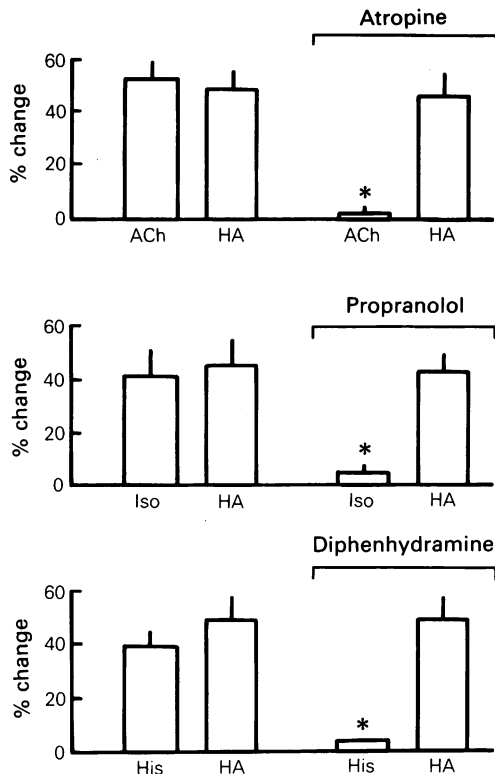 Atropine
60
40
20
0
% change
*
ACh HA ACh HA
Propranolol
60
40
20
0
% change
*
Iso HA Iso HA
Diphenhydramine
60
40
20
0
% change
*
His HA His HA